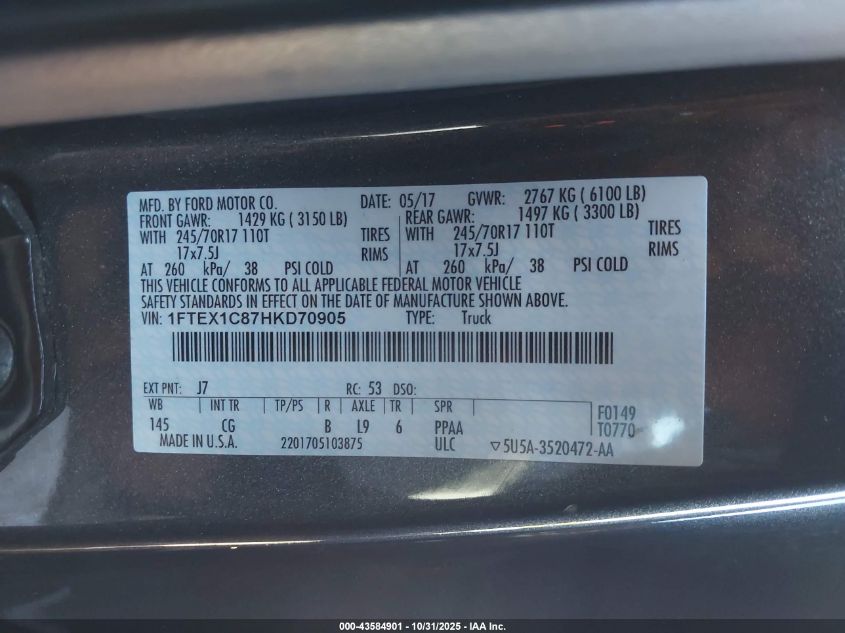 MFD. BY FORD MOTOR CO. DATE: 05/17 GVWR: 2767 KG ( 6100 LB)
FRONT GAWR: 1429 KG ( 3150 LB) REAR GAWR: 1497 KG ( 3300 LB)
WITH 245/70R17 110T TIRES WITH 245/70R17 110T TIRES
17x7.5J RIMS 17x7.5J RIMS
AT 260 kPa/ 38 PSI COLD AT 260 kPa/ 38 PSI COLD
THIS VEHICLE CONFORMS TO ALL APPLICABLE FEDERAL MOTOR VEHICLE
SAFETY STANDARDS IN EFFECT ON THE DATE OF MANUFACTURE SHOWN ABOVE.
VIN: 1FTEX1C87HKD70905 TYPE: Truck
EXT PNT: J7 RC: 53 DSO:
WB INT TR TP/PS R AXLE TR SPR F0149
145 CG B L9 6 PPAA T0770
MADE IN U.S.A. 2201705103875 ULC ▽5U5A-3520472-AA
000-43584901 - 10/31/2025 - IAA Inc.